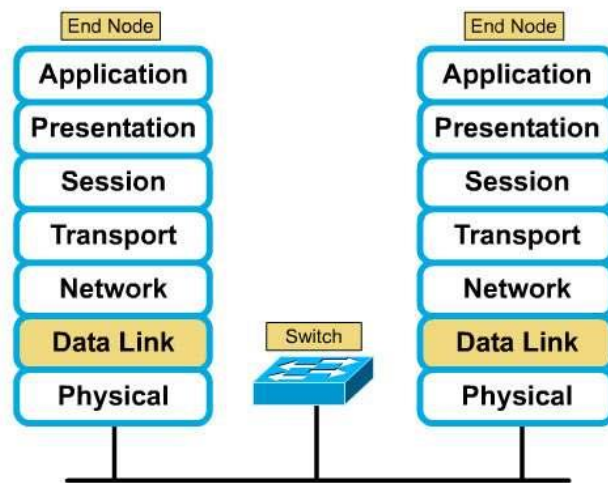 End Node
Application
Presentation
Session
Transport
Network
Data Link
Physical
Switch
End Node
Application
Presentation
Session
Transport
Network
Data Link
Physical